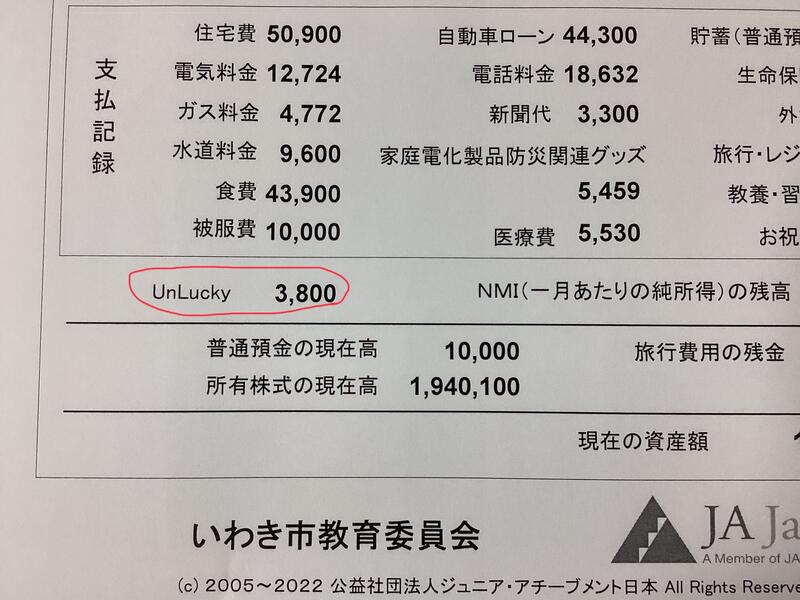 住宅費 50,900 自動車ローン 44,300 貯蓄(普通預
電気料金 12,724 電話料金 18,632 生命保
ガス料金 4,772 新聞代 3,300 外
水道料金 9,600 家庭電化製品防災関連グッズ 旅行・レジ
食費 43,900 5,459 教養・習
被服費 10,000 医療費 5,530 お祝
支払記録
UnLucky 3,800 NMI(一月あたりの純所得)の残高
普通預金の現在高 10,000 旅行費用の残金
所有株式の現在高 1,940,100
現在の資産額
いわき市教育委員会
JA Ja
A Member of JA
(c) 2005~2022 公益社団法人ジュニア・アチーブメント日本 All Rights Reserve